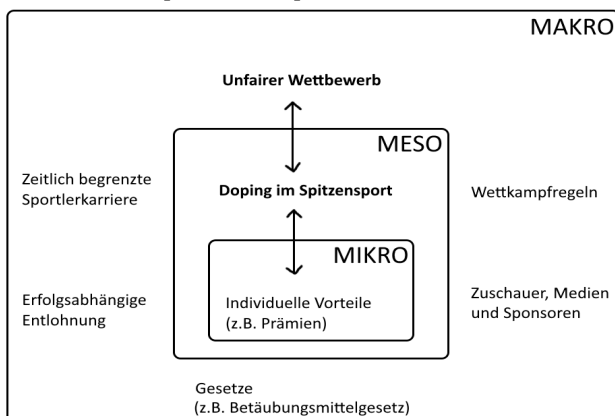 MAKRO
Unfairer Wettbewerb
MESO
Zeitlich begrenzte
Sportlerkarriere
Doping im Spitzensport
Wettkampfregeln
MIKRO
Erfolgsabhängige
Entlohnung
Individuelle Vorteile
(z.B. Prämien)
Zuschauer, Medien
und Sponsoren
Gesetze
(z.B. Betäubungsmittelgesetz)